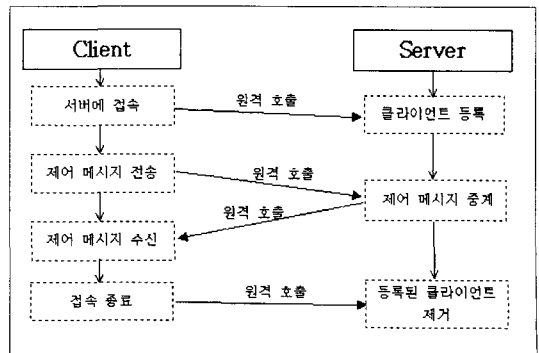 Client
Server
서버에 접속
원격 호출
클라이언트 등록
제어 메시지 전송
원격 호출
제어 메시지 중계
원격 호출
제어 메시지 수신
접속 종료
원격 호출
등록된 클라이언트
제거